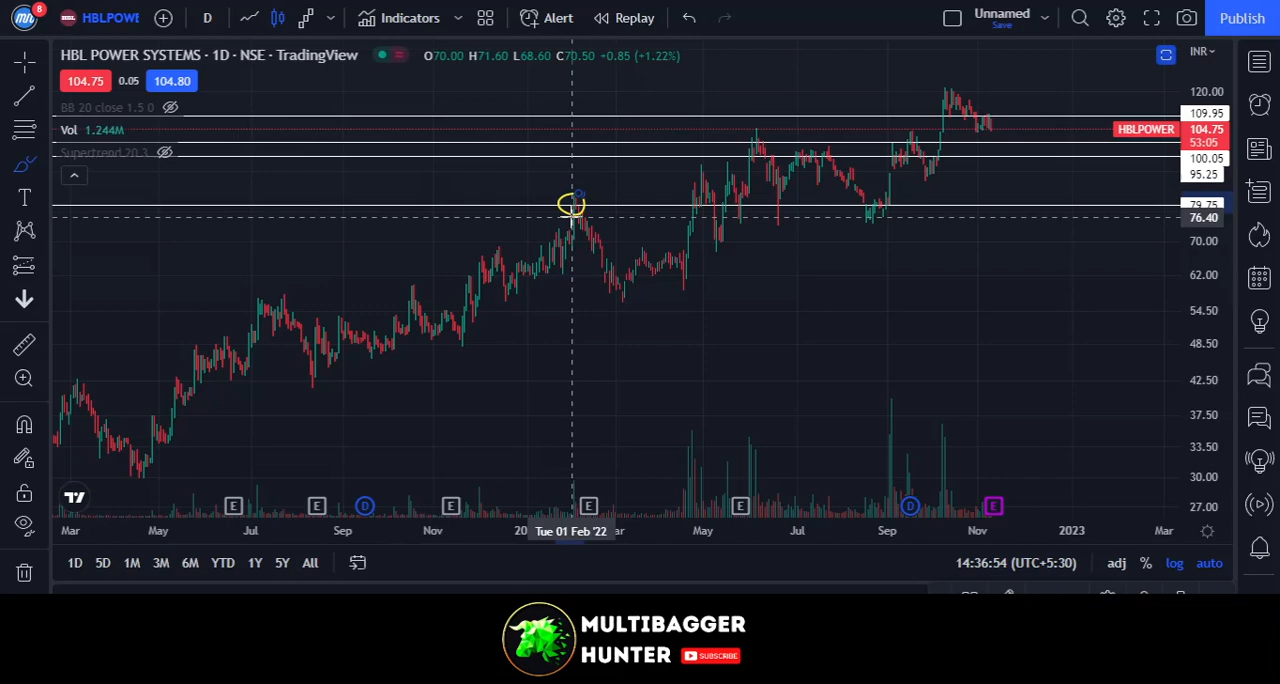 8
HBLPOWI
D
Indicators
Alert
Replay
Unnamed
Save
Publish
HBL POWER SYSTEMS · 1D · NSE · TradingView
O70.00 H71.60 L68.60 C70.50 +0.85 (+1.22%)
INR
104.75 0.05 104.80
BB 20 close 1.5 0
Vol 1.244M
Supertrend 20 3
120.00
109.95
HBLPOWER 104.75
53:05
100.05
95.25
79.75
76.40
70.00
62.00
54.50
48.50
42.50
37.50
33.50
30.00
27.00
E E D E E E D E
Mar May Jul Sep Nov Tue 01 Feb '22 May Jul Sep Nov 2023 Mar
1D 5D 1M 3M 6M YTD 1Y 5Y All
14:36:54 (UTC+5:30) adj % log auto
MULTIBAGGER
HUNTER SUBSCRIBE